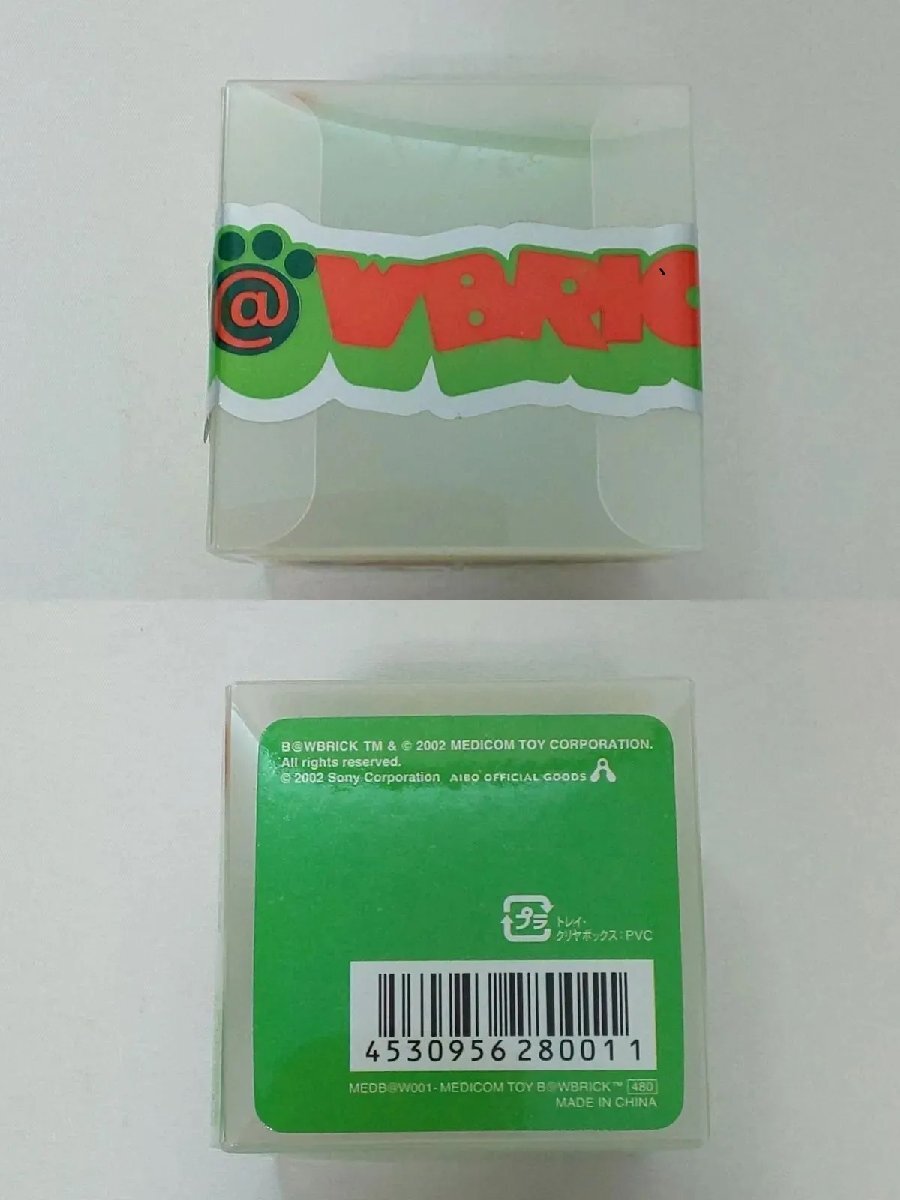 @WBRIC
B@WBRICK TM & © 2002 MEDICOM TOY CORPORATION.
All rights reserved.
© 2002 Sony Corporation AIBO OFFICIAL GOODS
プラ
トレイ・
クリヤボックス:PVC
4530956280011
MEDB@W001- MEDICOM TOY B@WBRICK™ 480
MADE IN CHINA